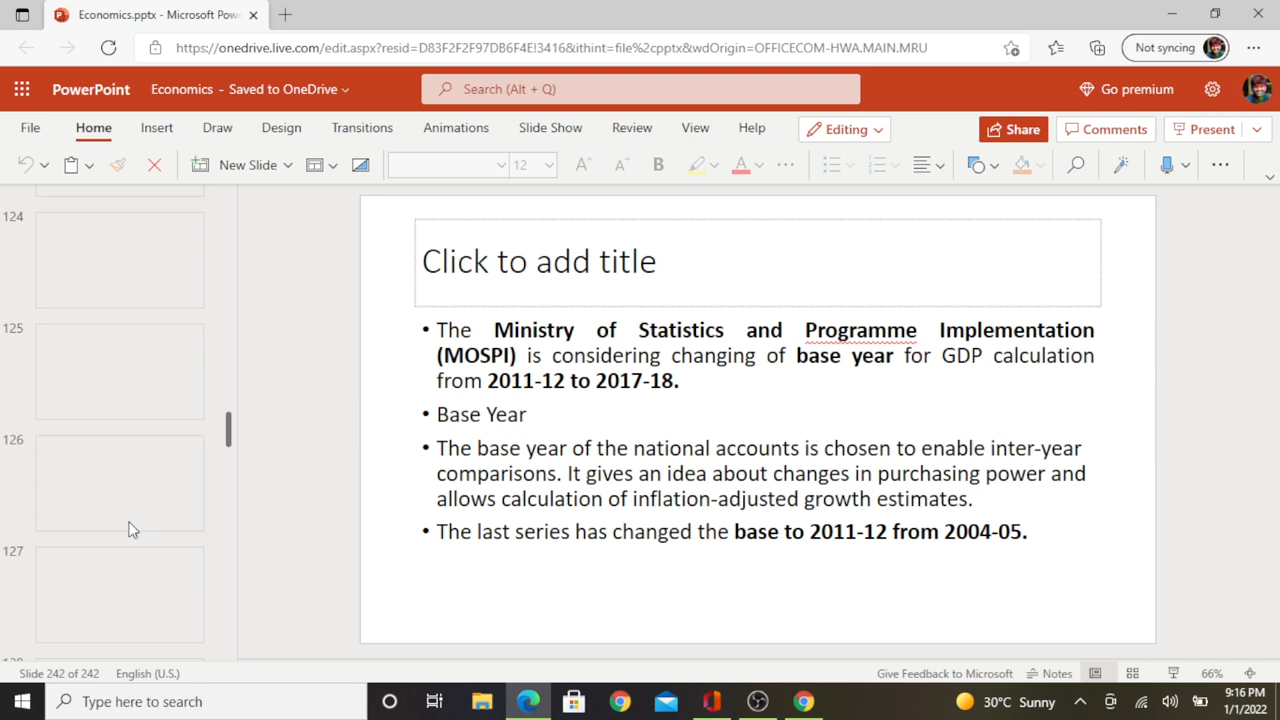 Economics.pptx - Microsoft Pow
https://onedrive.live.com/edit.aspx?resid=D83F2F2F97DB6F4E!3416&ithint=file%2cpptx&wdOrigin=OFFICECOM-HWA.MAIN.MRU
Not syncing
PowerPoint
Economics - Saved to OneDrive
Search (Alt + Q)
Go premium
File
Home
Insert
Draw
Design
Transitions
Animations
Slide Show
Review
View
Help
Editing
Share
Comments
Present
New Slide
12
124
125
126
127
Click to add title
• The Ministry of Statistics and Programme Implementation
(MOSPI) is considering changing of base year for GDP calculation
from 2011-12 to 2017-18.
• Base Year
• The base year of the national accounts is chosen to enable inter-year
comparisons. It gives an idea about changes in purchasing power and
allows calculation of inflation-adjusted growth estimates.
• The last series has changed the base to 2011-12 from 2004-05.
Slide 242 of 242
English (U.S.)
Give Feedback to Microsoft
Notes
66%
Type here to search
30°C Sunny
9:16 PM
1/1/2022